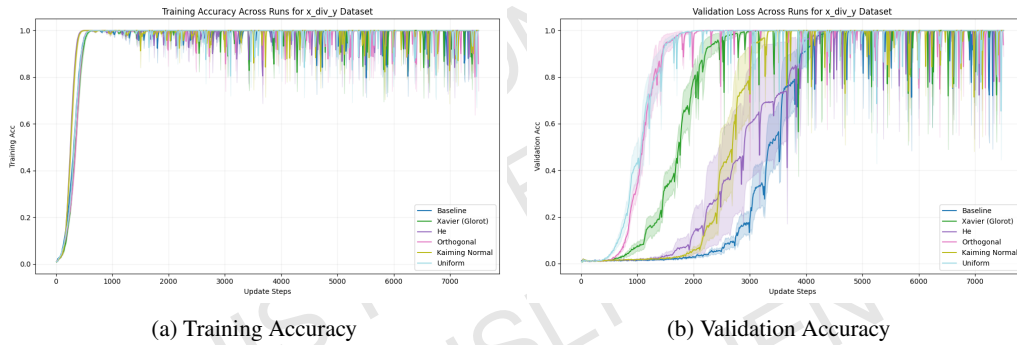 Training Accuracy Across Runs for x_div_y Dataset
Training Acc
1.0
0.8
0.6
0.4
0.2
0.0
0
1000
2000
3000
4000
5000
6000
7000
Update Steps
Baseline
Xavier (Glorot)
He
Orthogonal
Kaiming Normal
Uniform
(a) Training Accuracy
Validation Loss Across Runs for x_div_y Dataset
Validation Acc
1.0
0.8
0.6
0.4
0.2
0.0
0
1000
2000
3000
4000
5000
6000
7000
Update Steps
Baseline
Xavier (Glorot)
He
Orthogonal
Kaiming Normal
Uniform
(b) Validation Accuracy